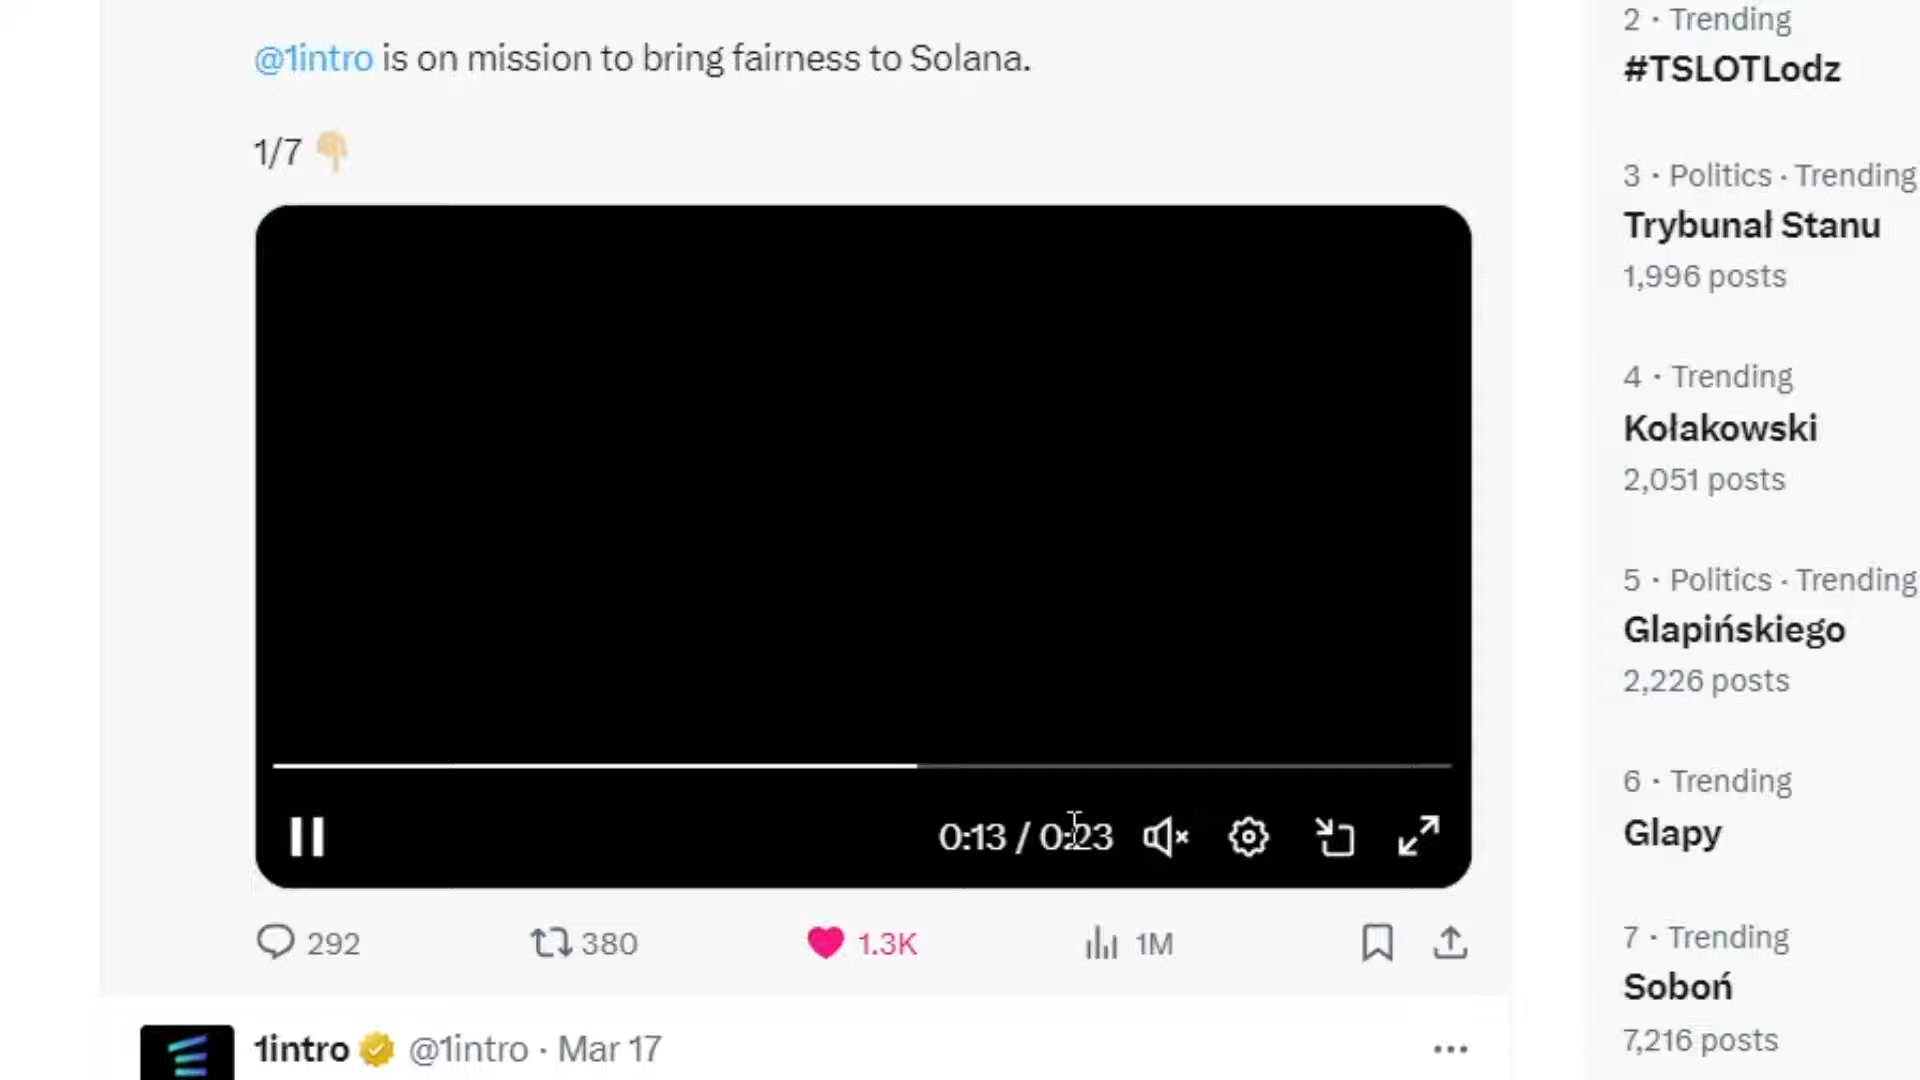 @1intro is on mission to bring fairness to Solana.
1/7
0:13 / 0:23
292
380
1.3K
1M
1intro @1intro · Mar 17
2 · Trending
#TSLOTLodz
3 · Politics · Trending
Trybunał Stanu
1,996 posts
4 · Trending
Kołakowski
2,051 posts
5 · Politics · Trending
Glapińskiego
2,226 posts
6 · Trending
Glapy
7 · Trending
Soboń
7,216 posts